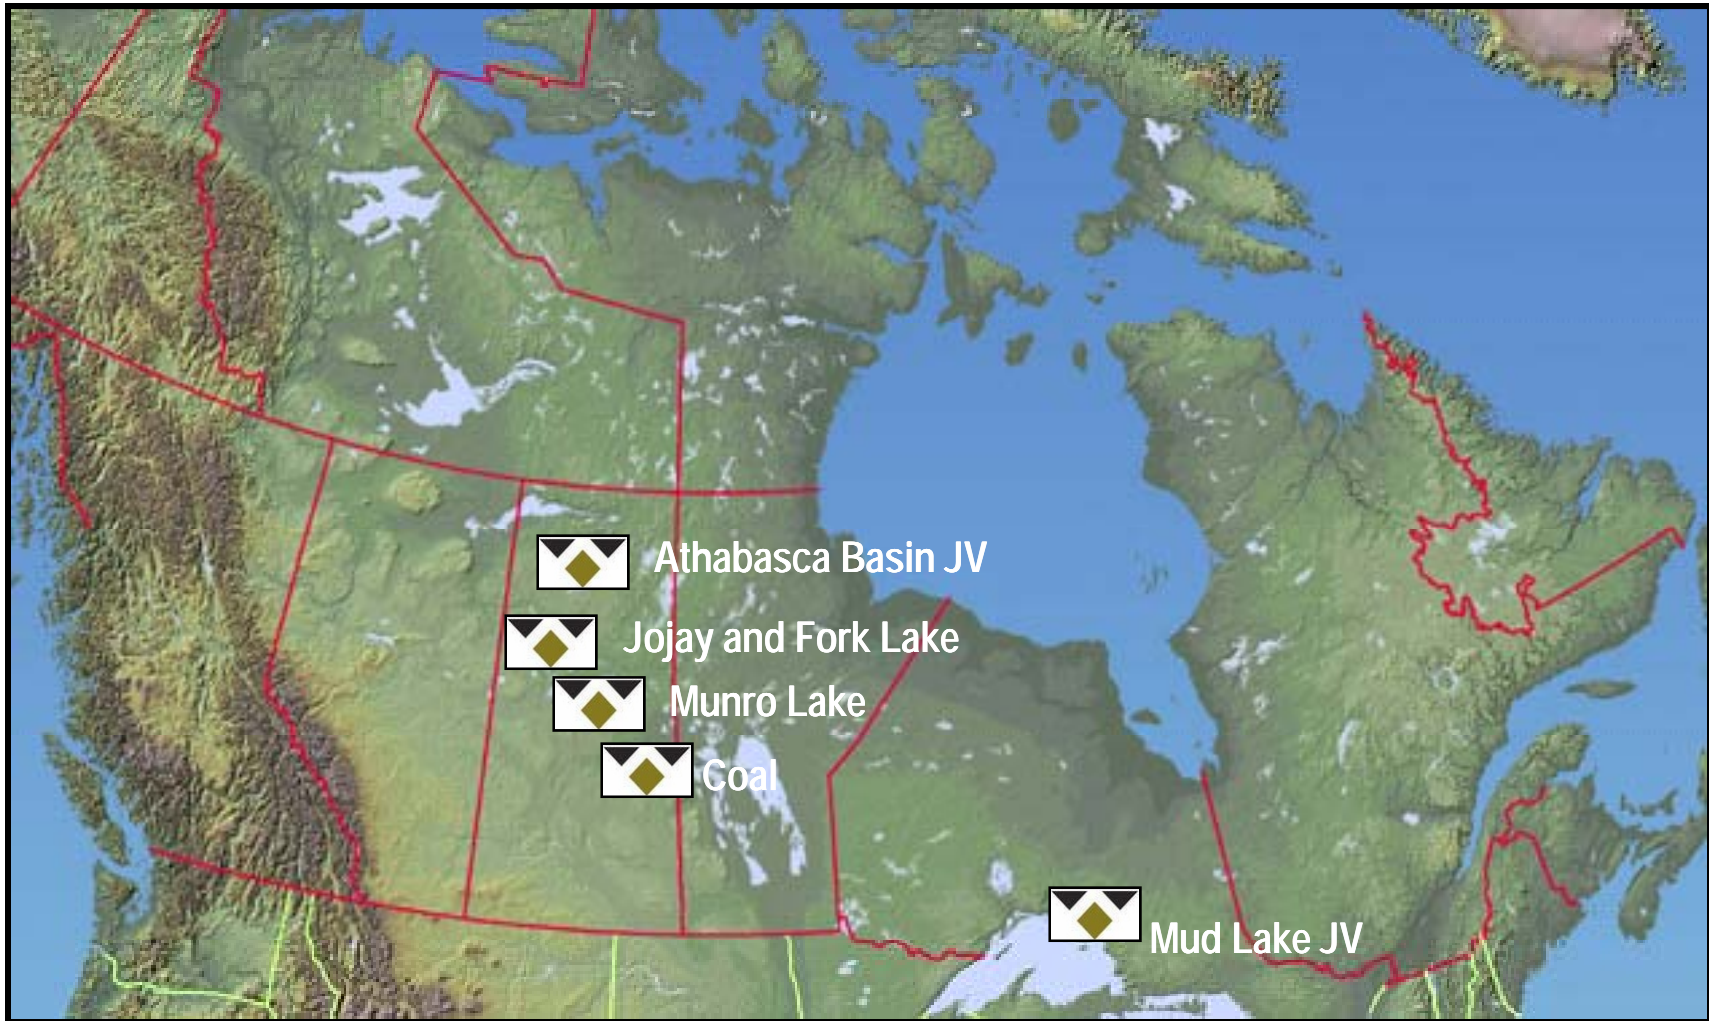 Athabasca Basin JV
Jojay and Fork Lake
Munro Lake
Coal
Mud Lake JV